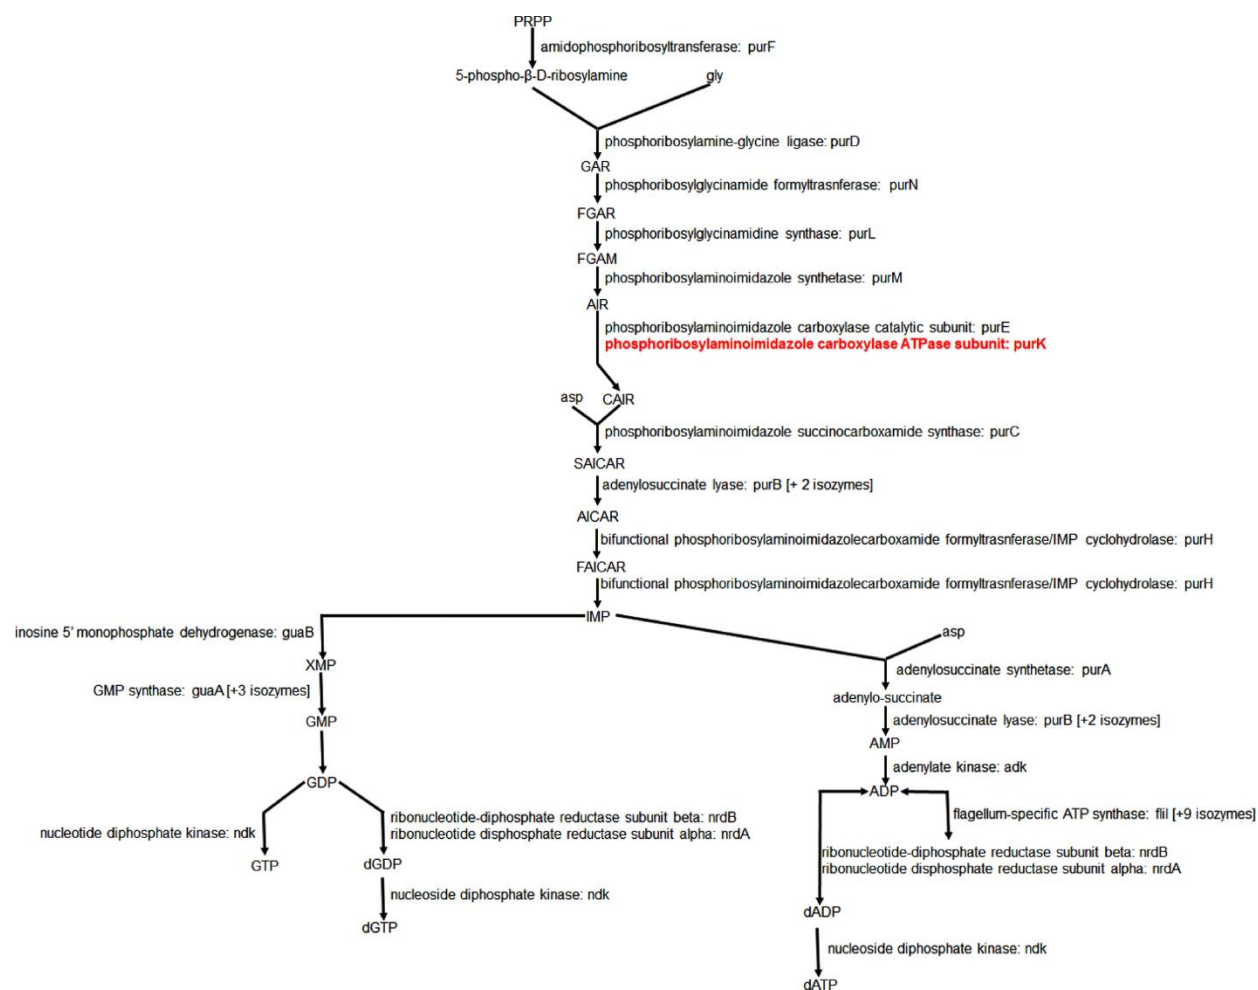 PRPP
amidophosphoribosyltransferase: purF
5-phospho-β-D-ribosylamine
gly
phosphoribosylamine-glycine ligase: purD
GAR
phosphoribosylglycinamide formyltrasnferase: purN
FGAR
phosphoribosylglycinamidine synthase: purL
FGAM
phosphoribosylaminoimidazole synthetase: purM
AIR
phosphoribosylaminoimidazole carboxylase catalytic subunit: purE
phosphoribosylaminoimidazole carboxylase ATPase subunit: purK
asp
CAIR
phosphoribosylaminoimidazole succinocarboxamide synthase: purC
SAICAR
adenylosuccinate lyase: purB [+ 2 isozymes]
AICAR
bifunctional phosphoribosylaminoimidazolecarboxamide formyltrasnferase/IMP cyclohydrolase: purH
FAICAR
bifunctional phosphoribosylaminoimidazolecarboxamide formyltrasnferase/IMP cyclohydrolase: purH
IMP
inosine 5' monophosphate dehydrogenase: guaB
asp
XMP
adenylosuccinate synthetase: purA
GMP synthase: guaA [+3 isozymes]
adenylo-succinate
GMP
adenylosuccinate lyase: purB [+2 isozymes]
AMP
adenylate kinase: adk
GDP
ADP
ribonucleotide-diphosphate reductase subunit beta: nrdB
flagellum-specific ATP synthase: fliI [+9 isozymes]
nucleotide diphosphate kinase: ndk
ribonucleotide disphosphate reductase subunit alpha: nrdA
GTP
dGDP
ribonucleotide-diphosphate reductase subunit beta: nrdB
ribonucleotide disphosphate reductase subunit alpha: nrdA
nucleoside diphosphate kinase: ndk
dADP
dGTP
nucleoside diphosphate kinase: ndk
dATP